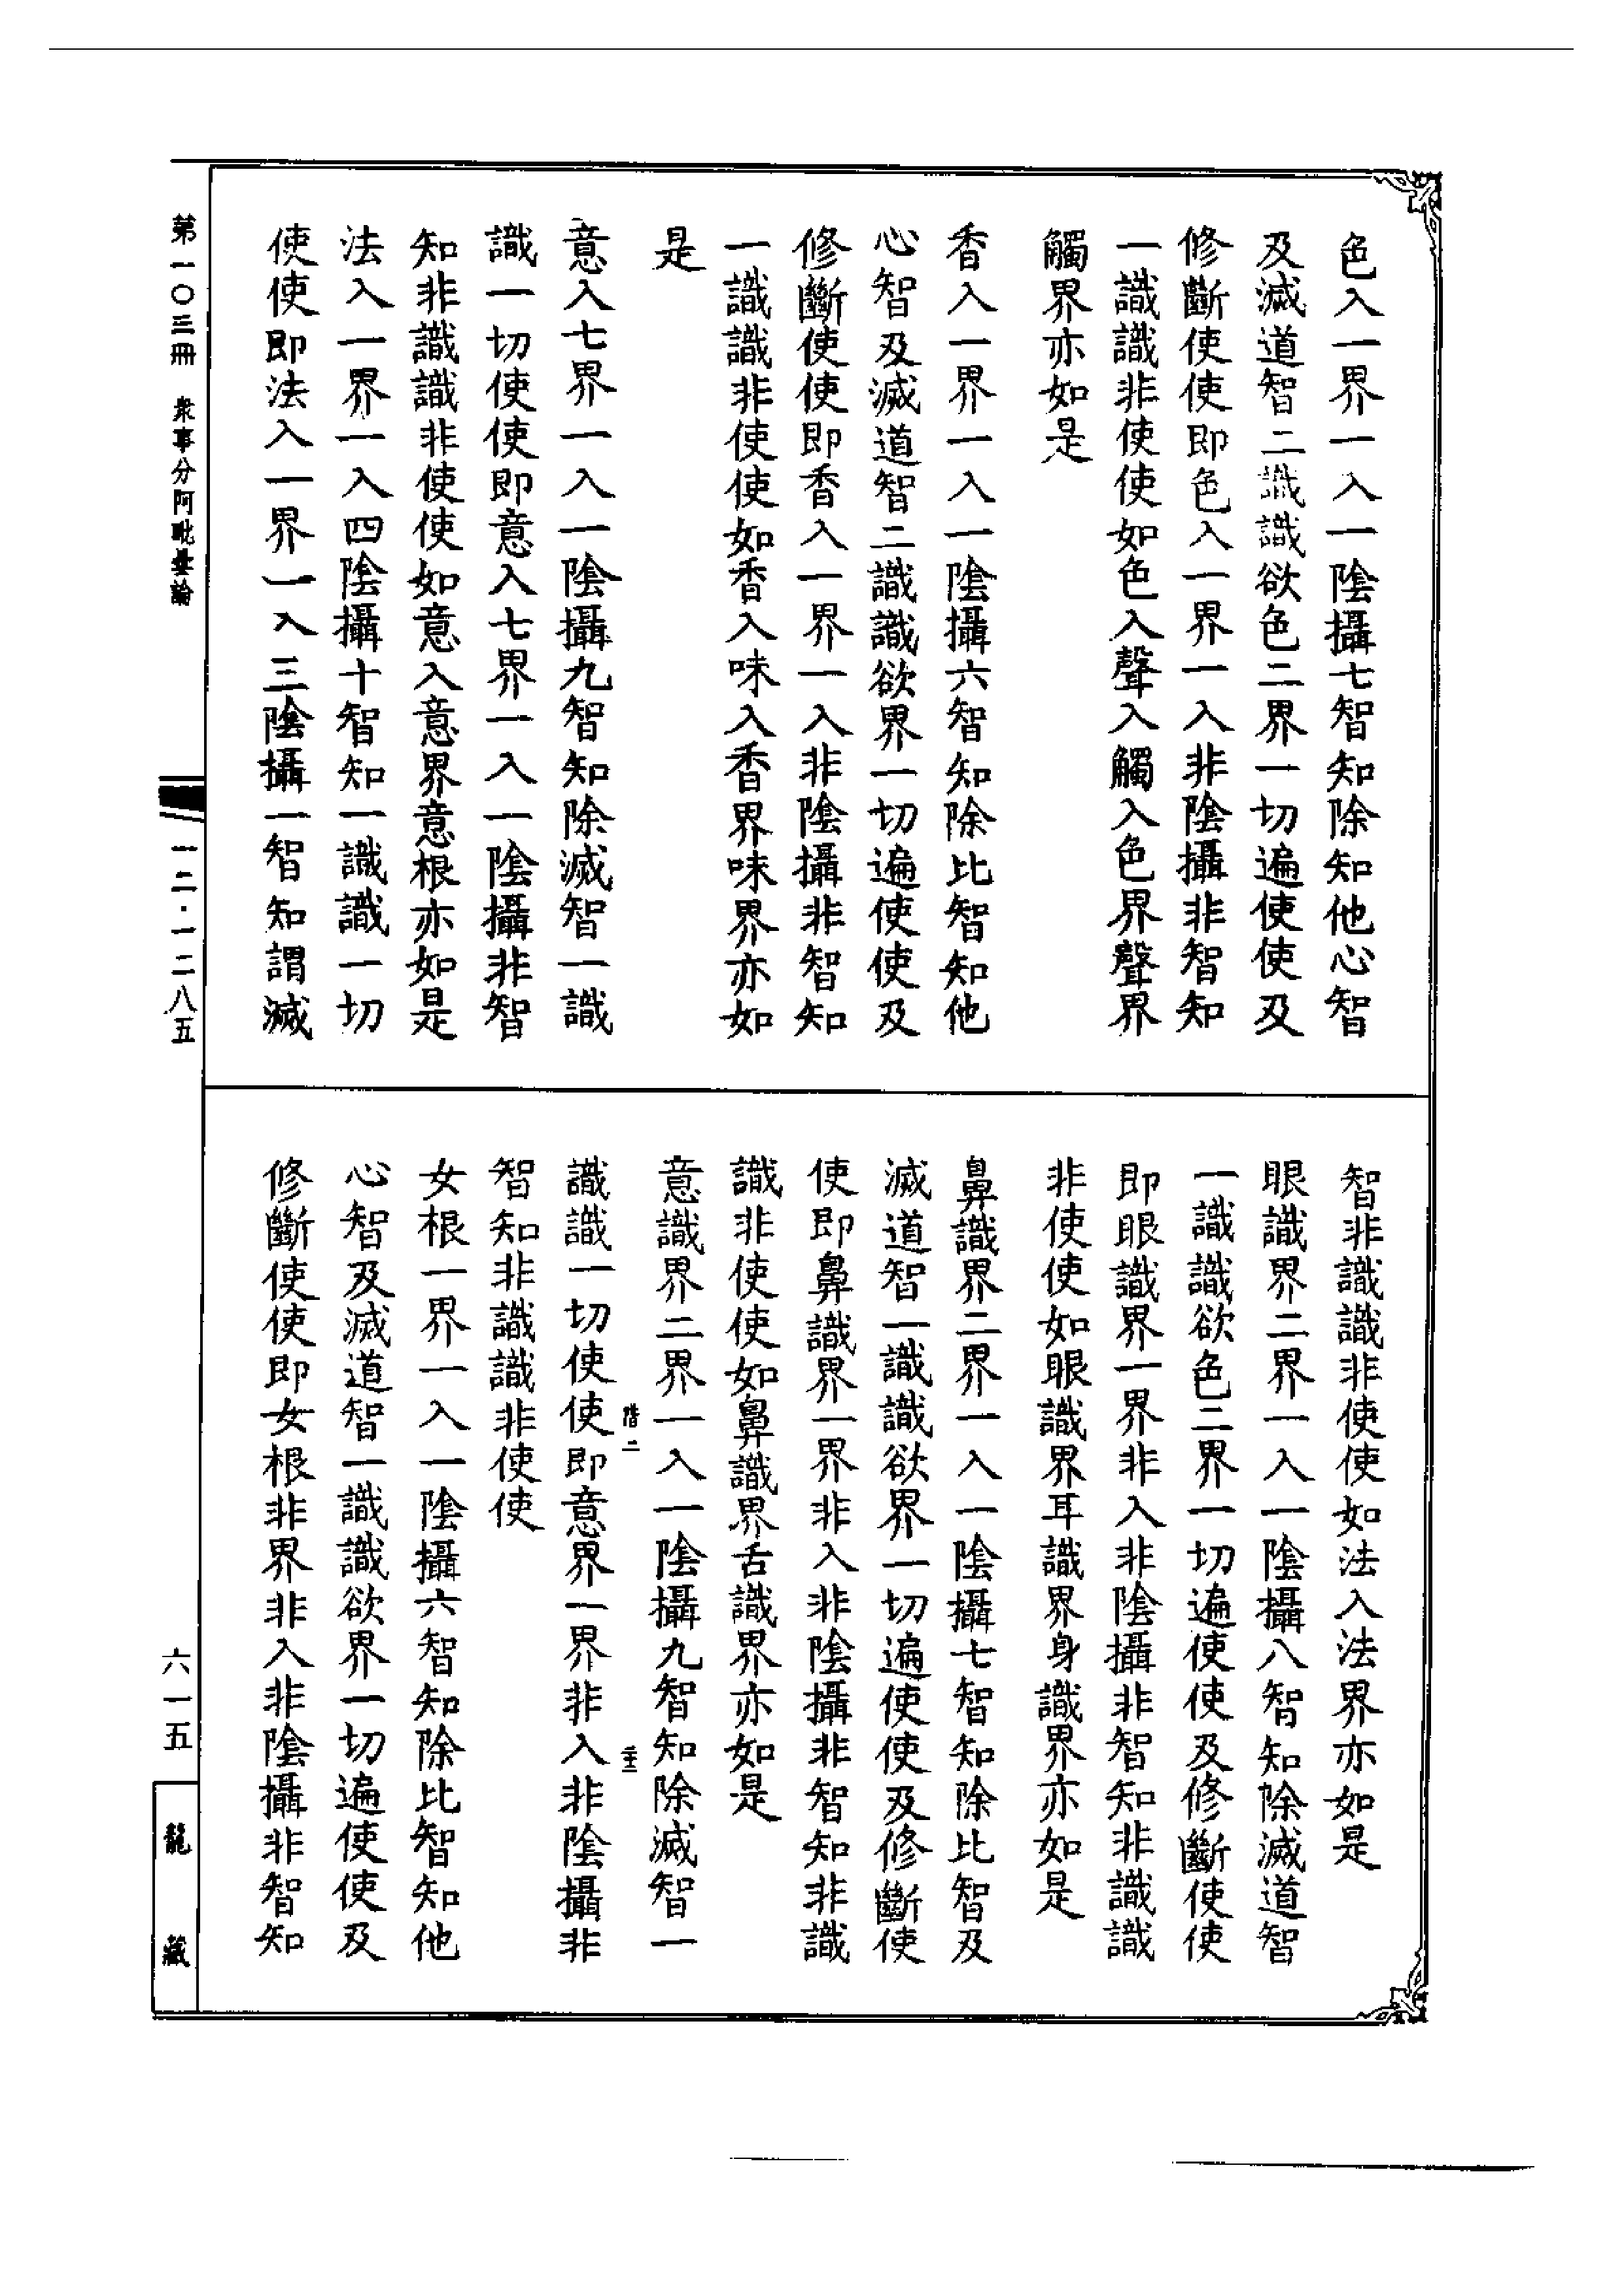 色入一界一入一陰攝七智知除知他心智
及滅道智二識識欲色二界一切遍使使及
修斷使使即色入一界一入非陰攝非智知
一識識非使使如色入聲入觸入色界聲界
觸界亦如是
香入一界一入一陰攝六智知除比智知他
心智及滅道智二識識欲界一切遍使使及
修斷使使即香入一界一入非陰攝非智知
一識識非使使如香入味入香界味界亦如
是
意入七界一入一陰攝九智知除滅智一識
識一切使使即意入七界一入一陰攝非智
知非識識非使使如意入意界意根亦如是
法入一界一入四陰攝十智知一識識一切
使使即法入一界一入三陰攝一智知謂滅
智非識識非使使如法入法界亦如是
眼識界二界一入一陰攝八智知除滅道智
一識識欲色二界一切遍使使及修斷使使
即眼識界一界非入非陰攝非智知非識識
非使使如眼識界耳識界身識界亦如是
鼻識界二界一入一陰攝七智知除比智及
滅道智一識識欲界一切遍使使及修斷使
使即鼻識界一界非入非陰攝非智知非識
識非使使如鼻識界舌識界亦如是
意識界二界一入一陰攝九智知除滅智一
識識一切使使即意界一界非入非陰攝非
智知非識識非使使
女根一界一入一陰攝六智知除比智知他
心智及滅道智一識識欲界一切遍使使及
修斷使使即女根非界非入非陰攝非智知
第一〇三冊 衆事分阿毗曇論
一二·一二八五
六一五
龍藏